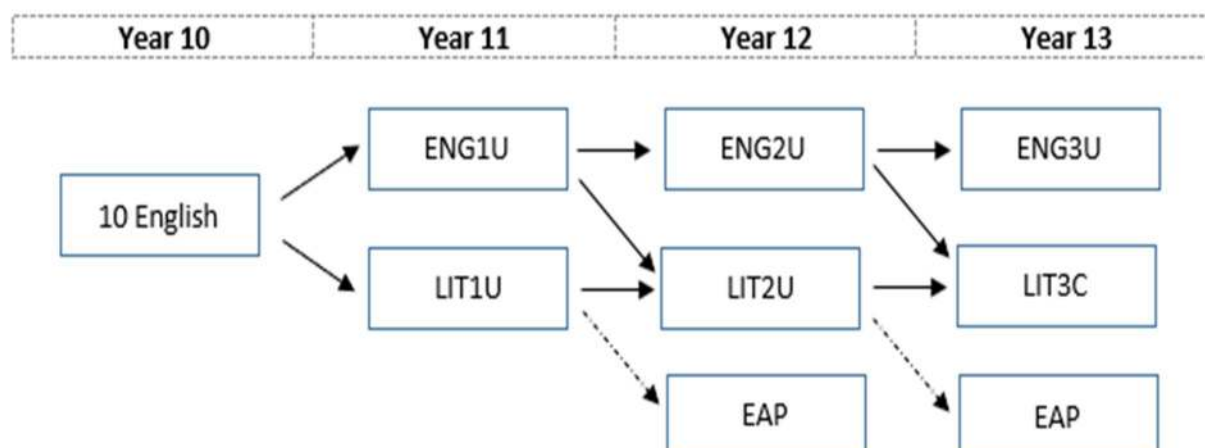 Year 10 Year 11 Year 12 Year 13
ENG1U ENG2U ENG3U
10 English
LIT1U LIT2U LIT3C
EAP EAP